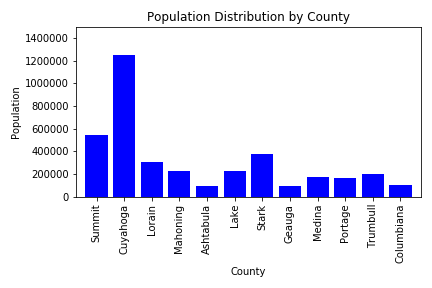 Population Distribution by County
1400000
1200000
1000000
800000
600000
400000
200000
0
Population
Summit
Cuyahoga
Lorain
Mahoning
Ashtabula
Lake
Stark
Geauga
Medina
Portage
Trumbull
Columbiana
County